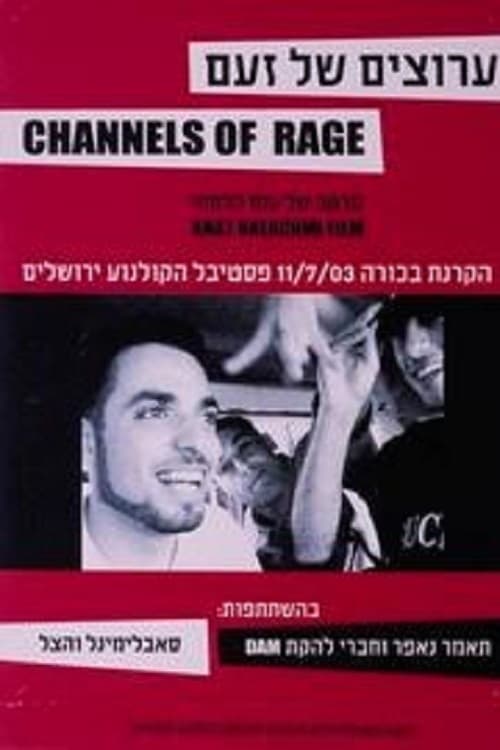 ערוצים של זעם
CHANNELS OF RAGE
הקרנת בכורה 11/7/03 פסטיבל הקולנוע ירושלים
בהשתתפות:
תאמר נאפר וחברי להקת DAM
סאבלימינל והצל